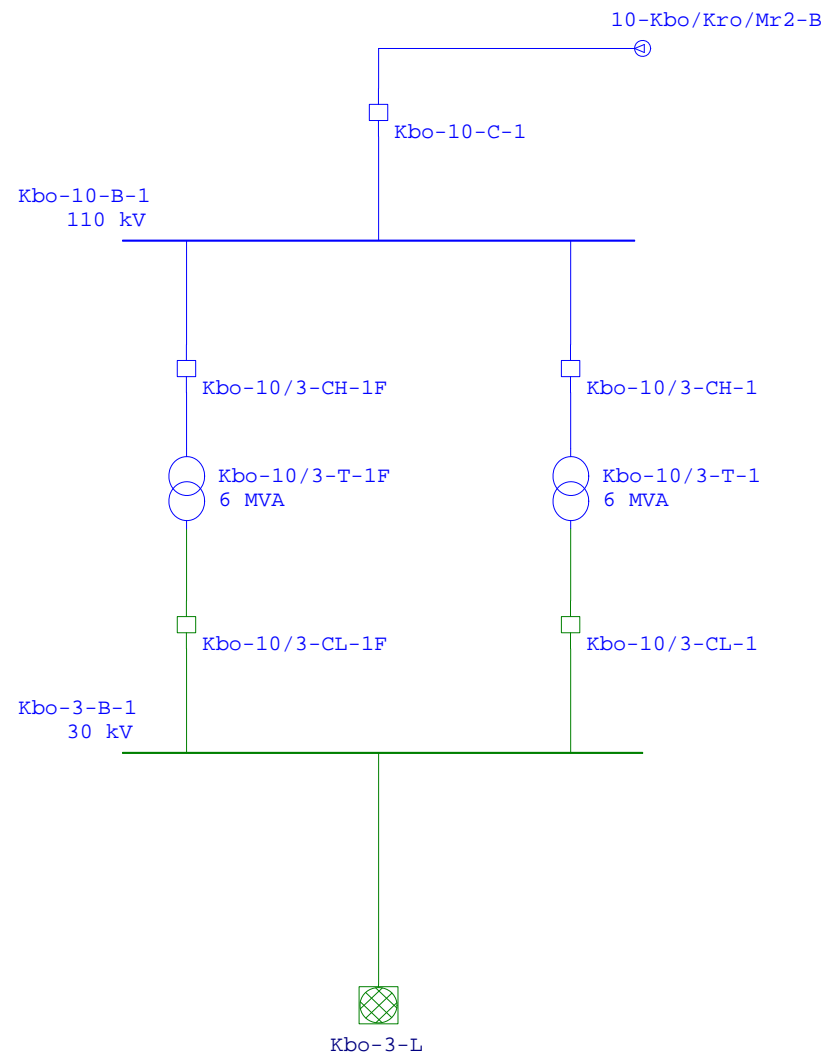 10-Kbo/Kro/Mr2-B
Kbo-10-C-1
Kbo-10-B-1
110 kV
Kbo-10/3-CH-1F
Kbo-10/3-CH-1
Kbo-10/3-T-1F
6 MVA
Kbo-10/3-T-1
6 MVA
Kbo-10/3-CL-1F
Kbo-10/3-CL-1
Kbo-3-B-1
30 kV
Kbo-3-L